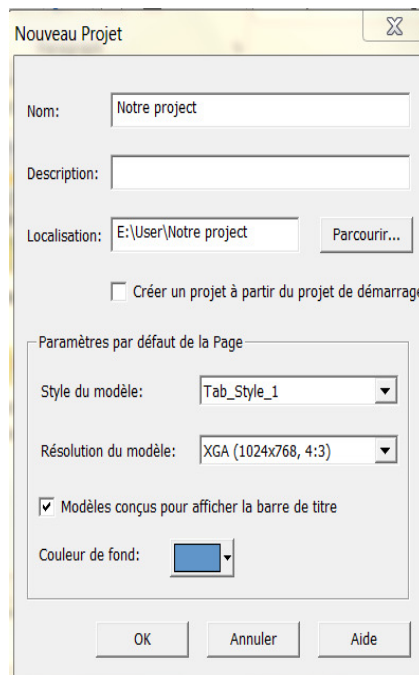 Nouveau Projet
Nom: Notre project
Description:
Localisation: E:\User\Notre project Parcourir...
Créer un projet à partir du projet de démarrage
Paramètres par défaut de la Page
Style du modèle: Tab_Style_1
Résolution du modèle: XGA (1024x768, 4:3)
Modèles conçus pour afficher la barre de titre
Couleur de fond:
OK Annuler Aide